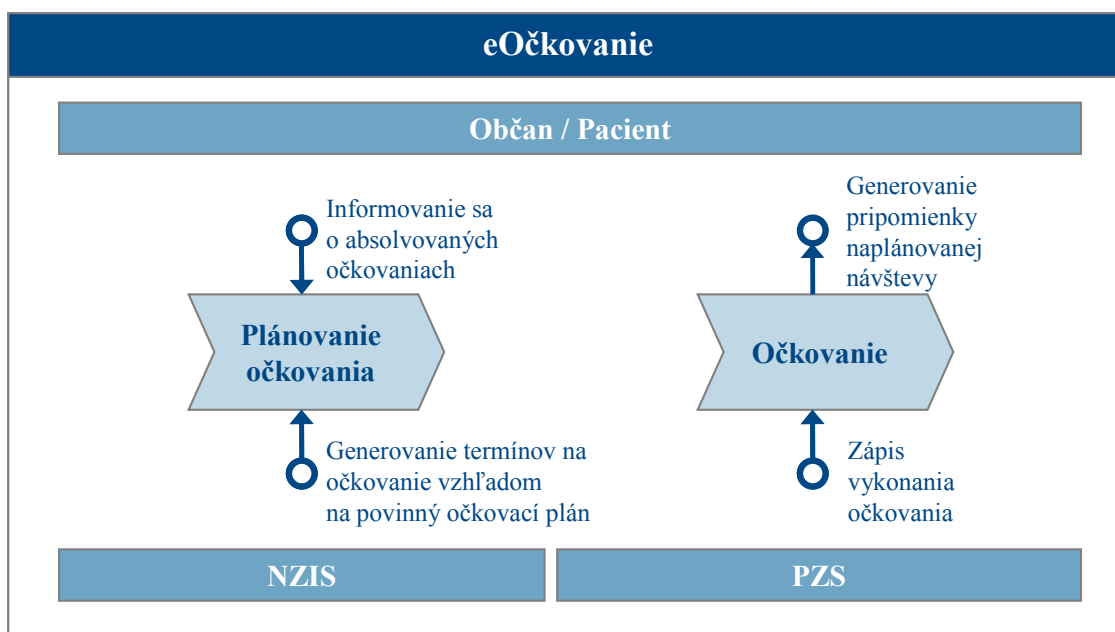 eOčkovanie
Občan / Pacient
Informovanie sa
o absolvovaných
očkovaniach
Generovanie
pripomienky
naplánovanej
návštevy
Plánovanie
očkovania
Očkovanie
Generovanie termínov na
očkovanie vzhľadom
na povinný očkovací plán
Zápis
vykonania
očkovania
NZIS
PZS